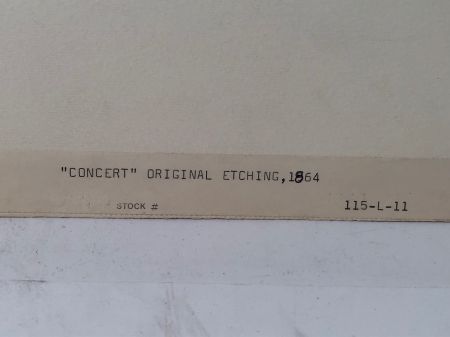 "CONCERT" ORIGINAL ETCHING,1864
STOCK # 115-L-11